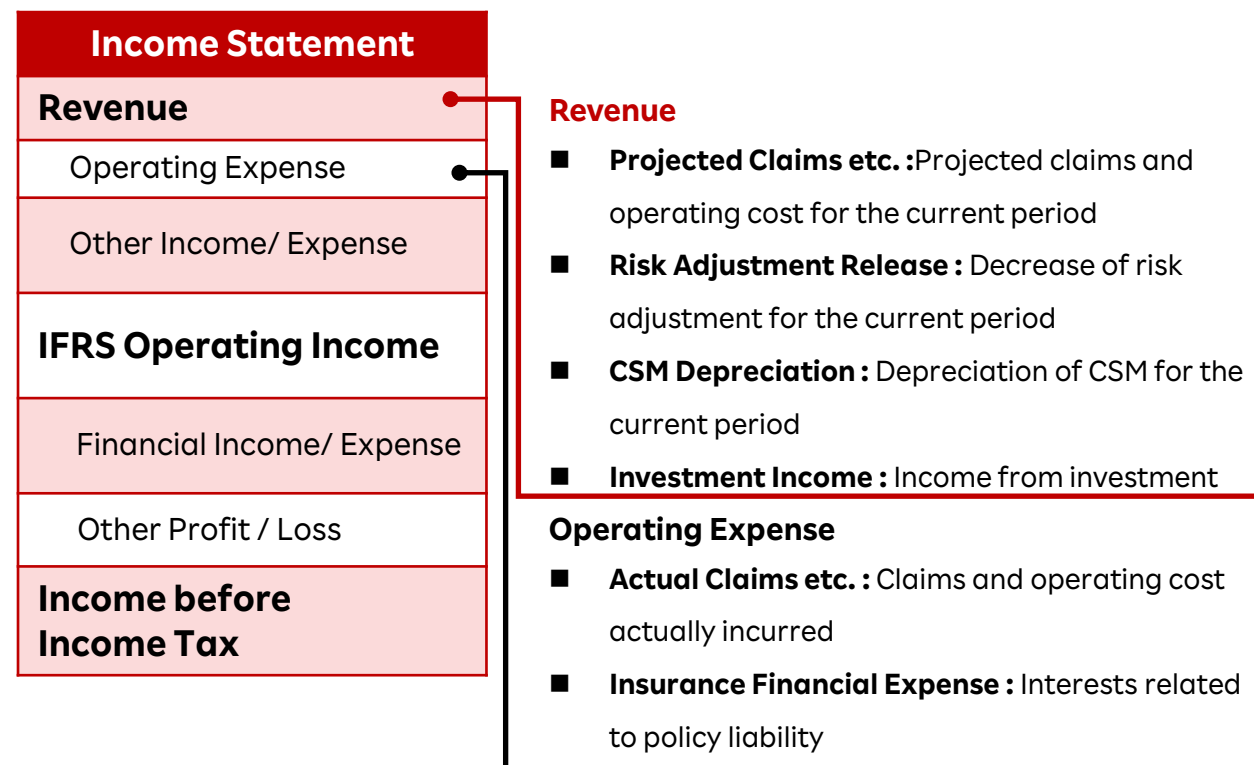 Income Statement
Revenue
Operating Expense
Other Income/ Expense
IFRS Operating Income
Financial Income/ Expense
Other Profit / Loss
Income before
Income Tax
Revenue
■ Projected Claims etc. :Projected claims and
operating cost for the current period
■ Risk Adjustment Release : Decrease of risk
adjustment for the current period
■ CSM Depreciation : Depreciation of CSM for the
current period
■ Investment Income : Income from investment
Operating Expense
■ Actual Claims etc. : Claims and operating cost
actually incurred
■ Insurance Financial Expense : Interests related
to policy liability